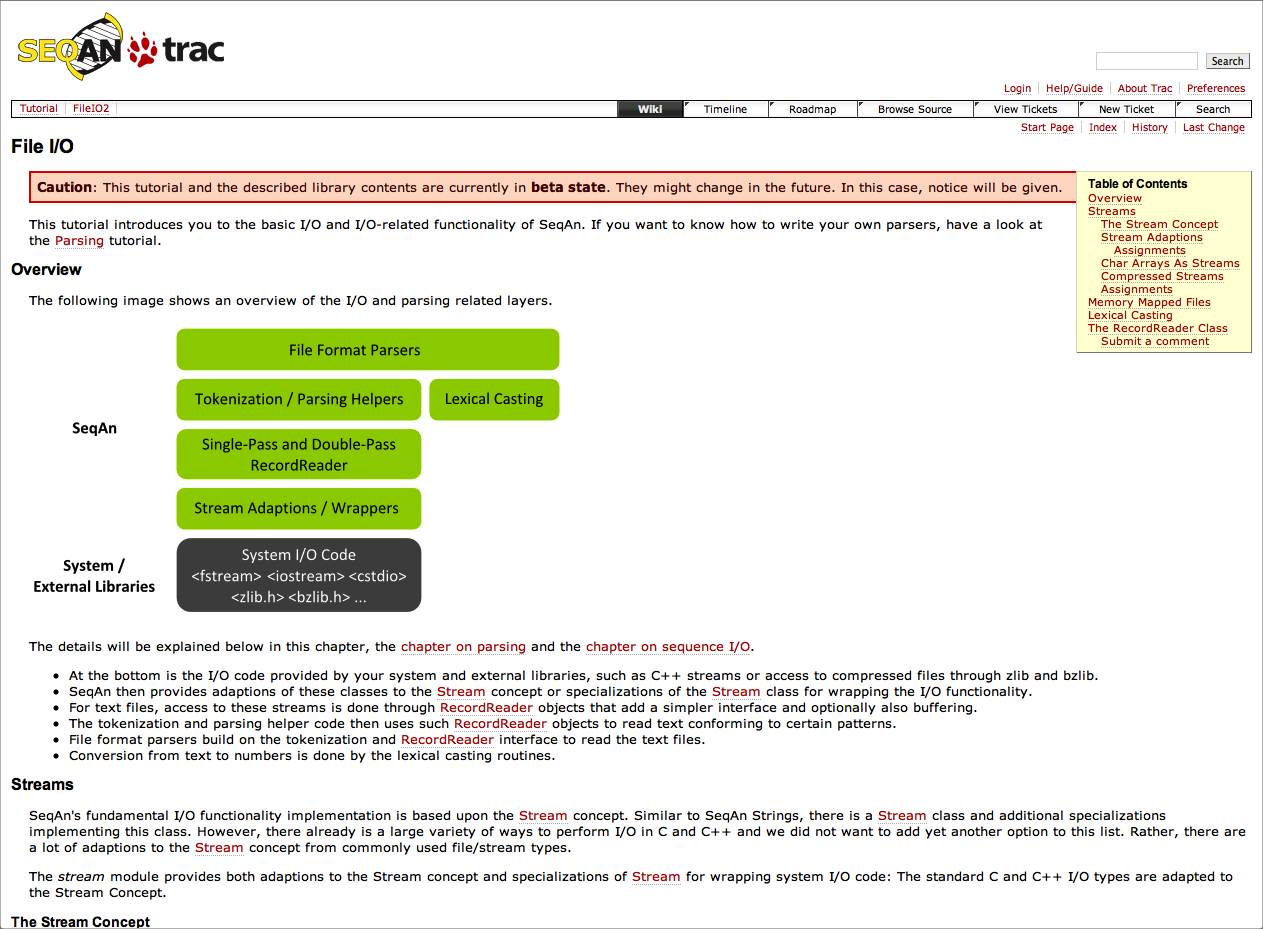 SEQAN trac
Search
Login Help/Guide About Trac Preferences
Tutorial FileIO2
Wiki Timeline Roadmap Browse Source View Tickets New Ticket Search
Start Page Index History Last Change
File I/O
Caution: This tutorial and the described library contents are currently in beta state. They might change in the future. In this case, notice will be given.
Table of Contents
Overview
Streams
The Stream Concept
Stream Adaptions
Assignments
Char Arrays As Streams
Compressed Streams
Assignments
Memory Mapped Files
Lexical Casting
The RecordReader Class
Submit a comment
This tutorial introduces you to the basic I/O and I/O-related functionality of SeqAn. If you want to know how to write your own parsers, have a look at
the Parsing tutorial.
Overview
The following image shows an overview of the I/O and parsing related layers.
File Format Parsers
Tokenization / Parsing Helpers Lexical Casting
SeqAn
Single-Pass and Double-Pass
RecordReader
Stream Adaptions / Wrappers
System /
External Libraries
System I/O Code
<fstream> <iostream> <cstdio>
<zlib.h> <bzlib.h> ...
The details will be explained below in this chapter, the chapter on parsing and the chapter on sequence I/O.
• At the bottom is the I/O code provided by your system and external libraries, such as C++ streams or access to compressed files through zlib and bzlib.
• SeqAn then provides adaptions of these classes to the Stream concept or specializations of the Stream class for wrapping the I/O functionality.
• For text files, access to these streams is done through RecordReader objects that add a simpler interface and optionally also buffering.
• The tokenization and parsing helper code then uses such RecordReader objects to read text conforming to certain patterns.
• File format parsers build on the tokenization and RecordReader interface to read the text files.
• Conversion from text to numbers is done by the lexical casting routines.
Streams
SeqAn's fundamental I/O functionality implementation is based upon the Stream concept. Similar to SeqAn Strings, there is a Stream class and additional specializations
implementing this class. However, there already is a large variety of ways to perform I/O in C and C++ and we did not want to add yet another option to this list. Rather, there are
a lot of adaptions to the Stream concept from commonly used file/stream types.
The stream module provides both adaptions to the Stream concept and specializations of Stream for wrapping system I/O code: The standard C and C++ I/O types are adapted to
the Stream Concept.
The Stream Concept